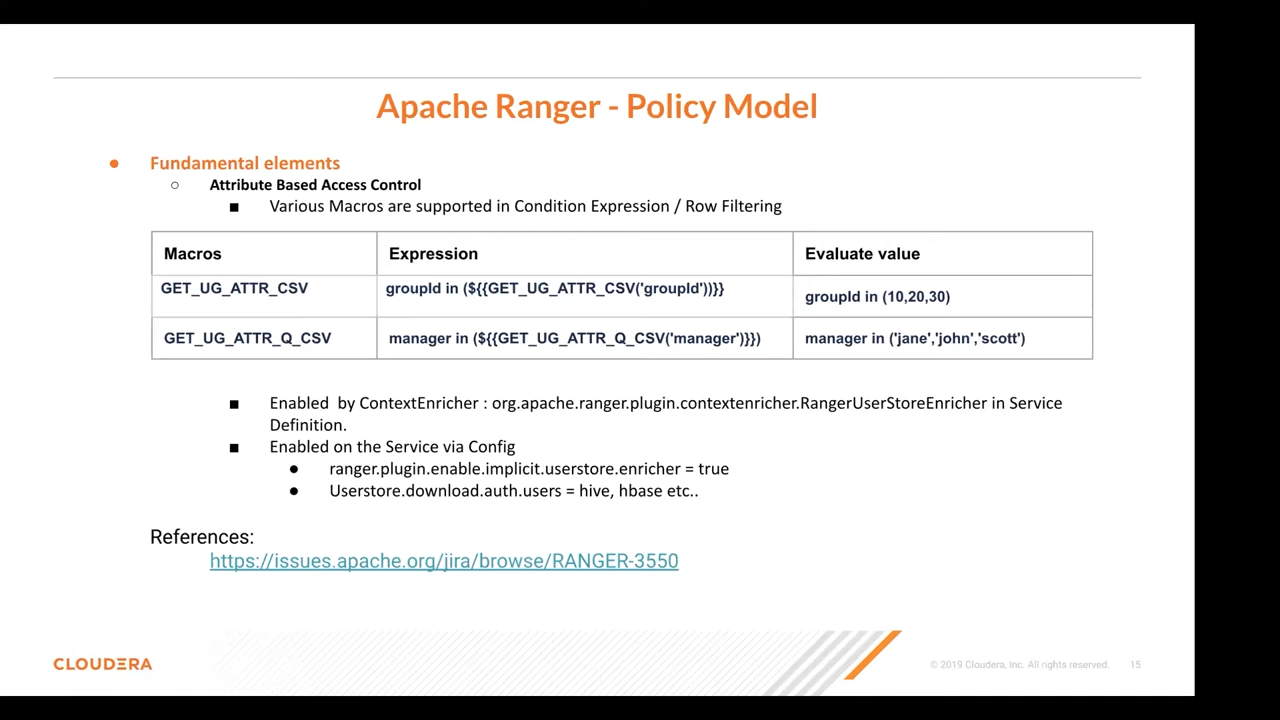 Apache Ranger - Policy Model
● Fundamental elements
○ Attribute Based Access Control
■ Various Macros are supported in Condition Expression / Row Filtering
Macros Expression Evaluate value
GET_UG_ATTR_CSV groupId in (${{GET_UG_ATTR_CSV('groupId'))}} groupId in (10,20,30)
GET_UG_ATTR_Q_CSV manager in (${{GET_UG_ATTR_Q_CSV('manager')}}) manager in ('jane','john','scott')
■ Enabled by ContextEnricher : org.apache.ranger.plugin.contextenricher.RangerUserStoreEnricher in Service
Definition.
■ Enabled on the Service via Config
● ranger.plugin.enable.implicit.userstore.enricher = true
● Userstore.download.auth.users = hive, hbase etc..
References:
https://issues.apache.org/jira/browse/RANGER-3550
CLOUDERA © 2019 Cloudera, Inc. All rights reserved. 15